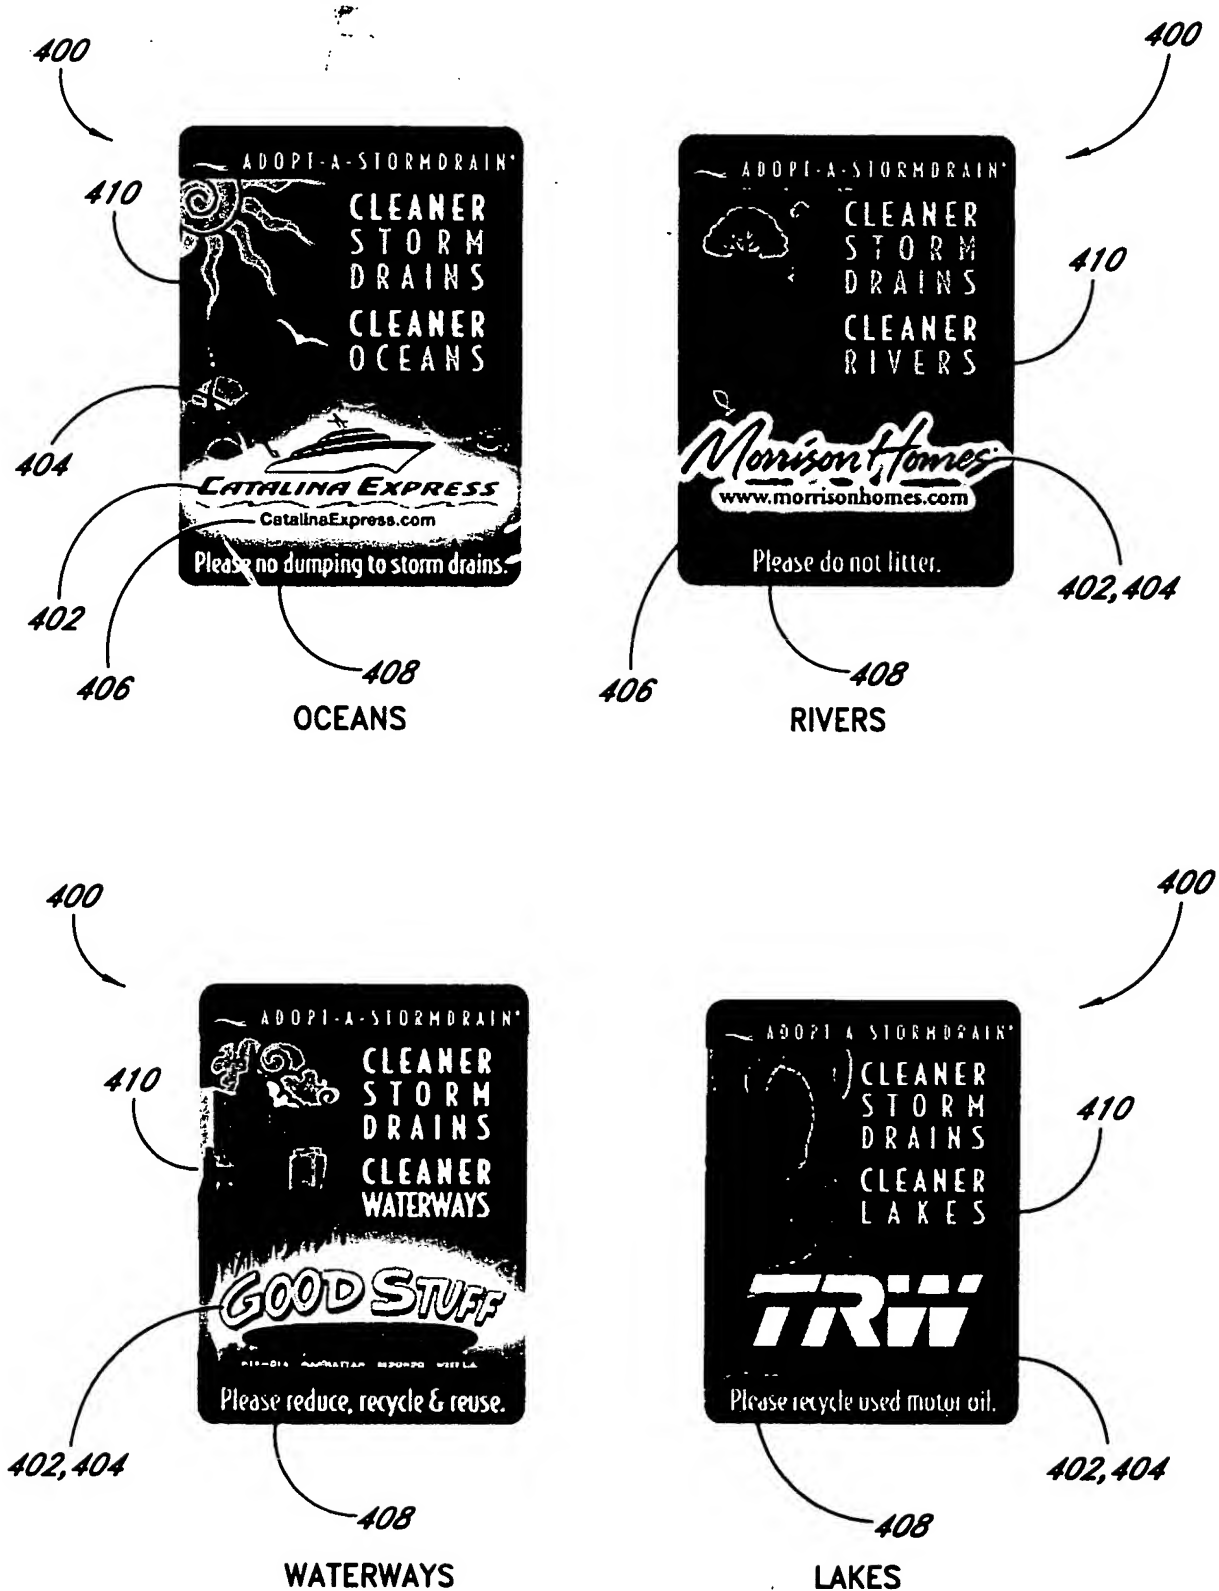 400
400
ADOPT-A-STORMDRAIN
CLEANER
STORM
DRAINS
CLEANER
OCEANS
410
404
CATALINA EXPRESS
CatalinaExpress.com
Please no dumping to storm drains.
402
406
408
OCEANS
ADOPT-A-STORMDRAIN
CLEANER
STORM
DRAINS
CLEANER
RIVERS
410
Morrison Homes
www.morrisonhomes.com
Please do not litter.
402,404
406
408
RIVERS
400
400
ADOPT-A-STORMDRAIN
CLEANER
STORM
DRAINS
CLEANER
WATERWAYS
410
GOOD STUFF
Please reduce, recycle & reuse.
402,404
408
WATERWAYS
ADOPT A STORMDRAIN
CLEANER
STORM
DRAINS
CLEANER
LAKES
410
TRW
Please recycle used motor oil.
402,404
408
LAKES